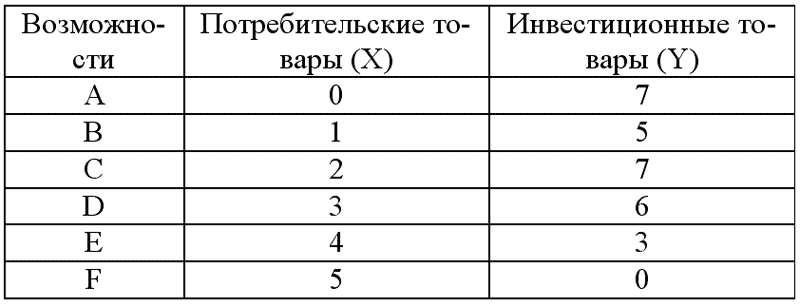 Возможно- Потребительские то- Инвестиционные то-
сти вары (X) вары (Y)
A 0 7
B 1 5
C 2 7
D 3 6
E 4 3
F 5 0